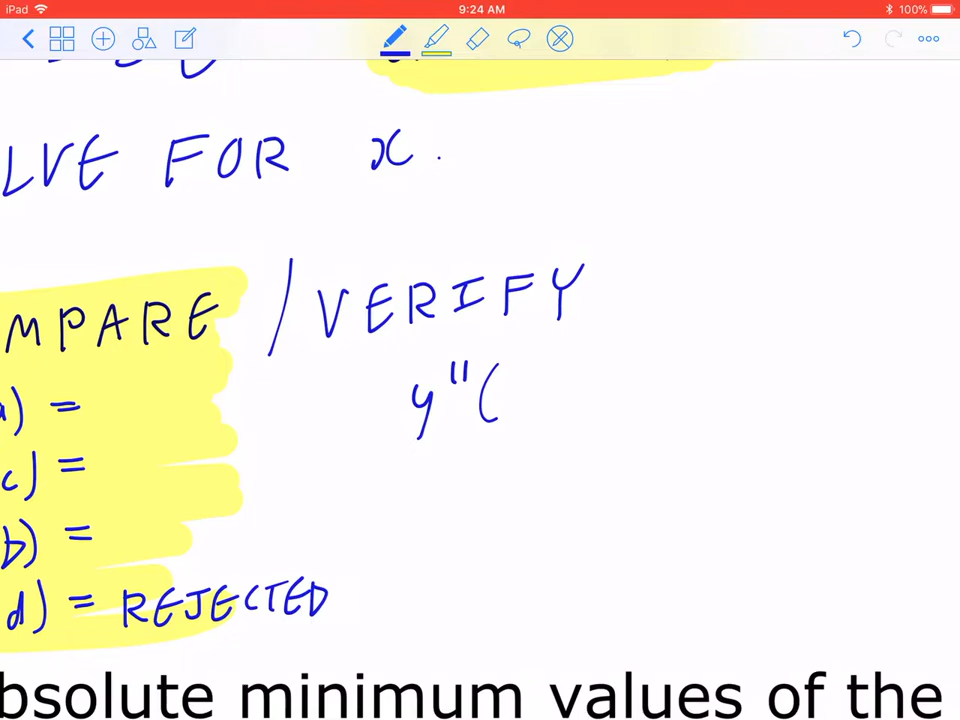 iPad 9:24 AM 100%
LVE FOR x.
MPARE / VERIFY
y"(
a) =
c) =
b) =
d) = REJECTED
bsolute minimum values of the